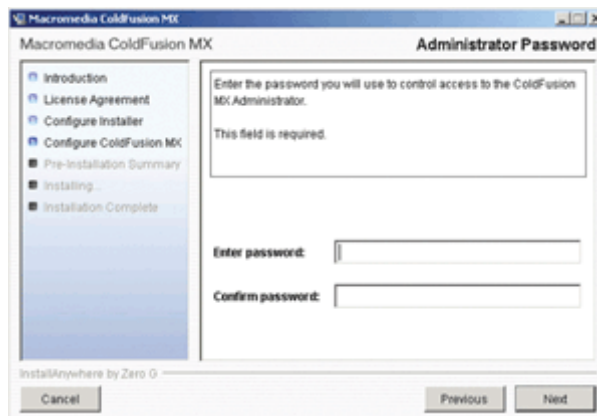 Macromedia ColdFusion MX
Macromedia ColdFusion MX
Administrator Password
Introduction
License Agreement
Configure Installer
Configure ColdFusion MX
Pre-Installation Summary
Installing...
Installation Complete
Enter the password you will use to control access to the ColdFusion
MX Administrator.
This field is required.
Enter password:
Confirm password:
InstallAnywhere by Zero G
Cancel
Previous
Next